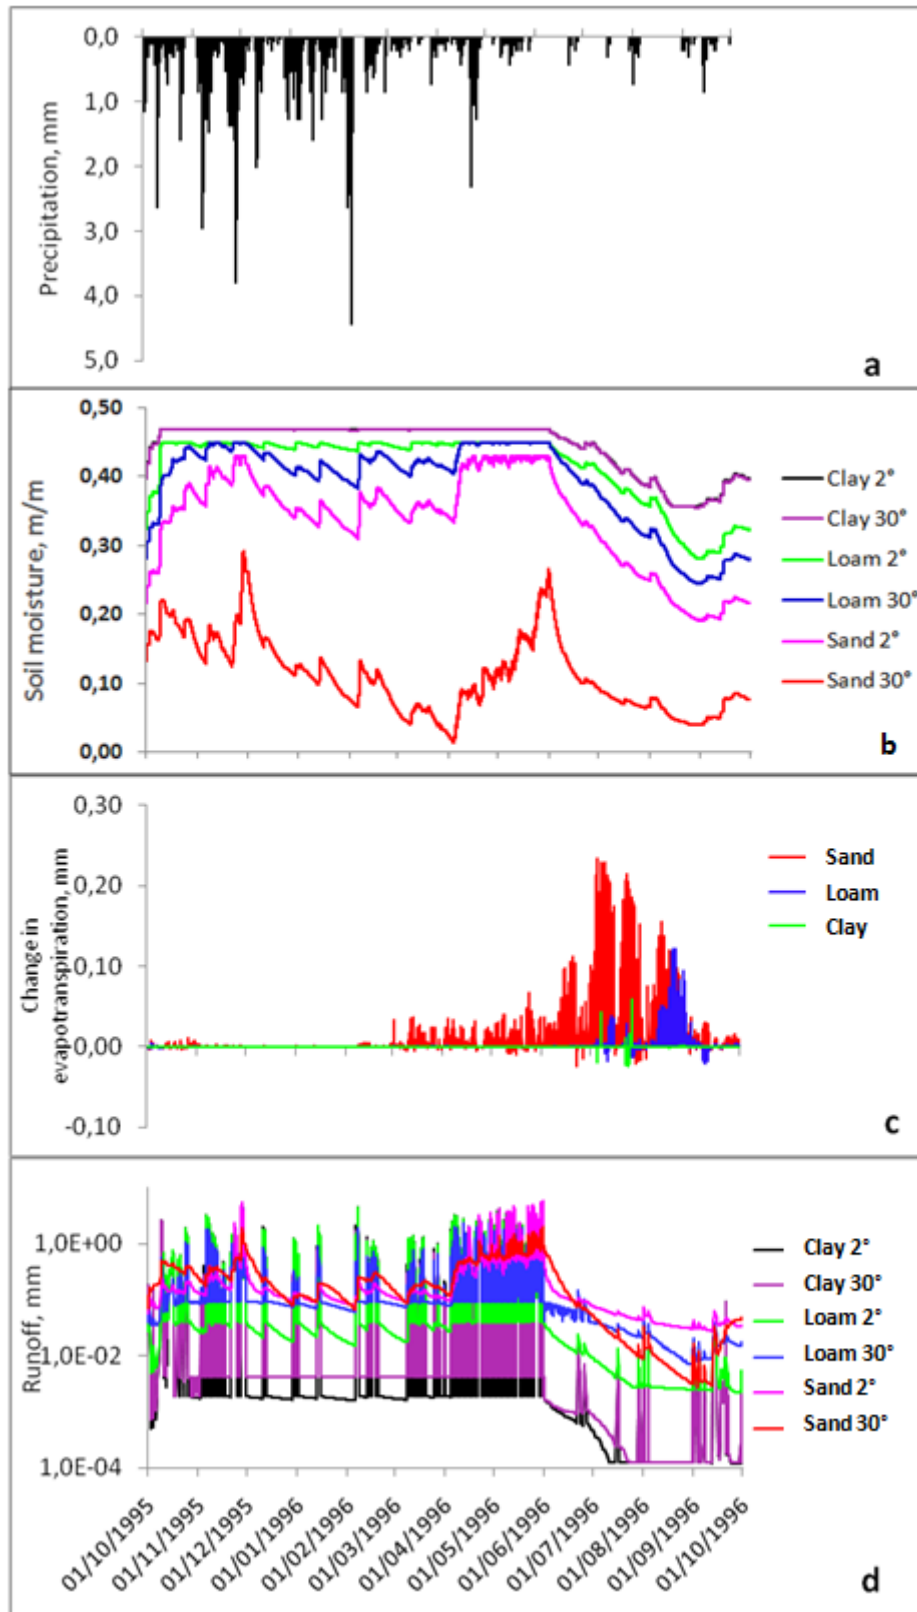 0,0
1,0
2,0
3,0
4,0
5,0
Precipitation, mm
a
0,50
0,40
0,30
0,20
0,10
0,00
Soil moisture, m/m
Clay 2°
Clay 30°
Loam 2°
Loam 30°
Sand 2°
Sand 30°
b
0,30
0,20
0,10
0,00
-0,10
Change in
evapotranspiration, mm
Sand
Loam
Clay
c
1,0E+00
1,0E-02
1,0E-04
Runoff, mm
Clay 2°
Clay 30°
Loam 2°
Loam 30°
Sand 2°
Sand 30°
01/10/1995
01/11/1995
01/12/1995
01/01/1996
01/02/1996
01/03/1996
01/04/1996
01/05/1996
01/06/1996
01/07/1996
01/08/1996
01/09/1996
01/10/1996
d